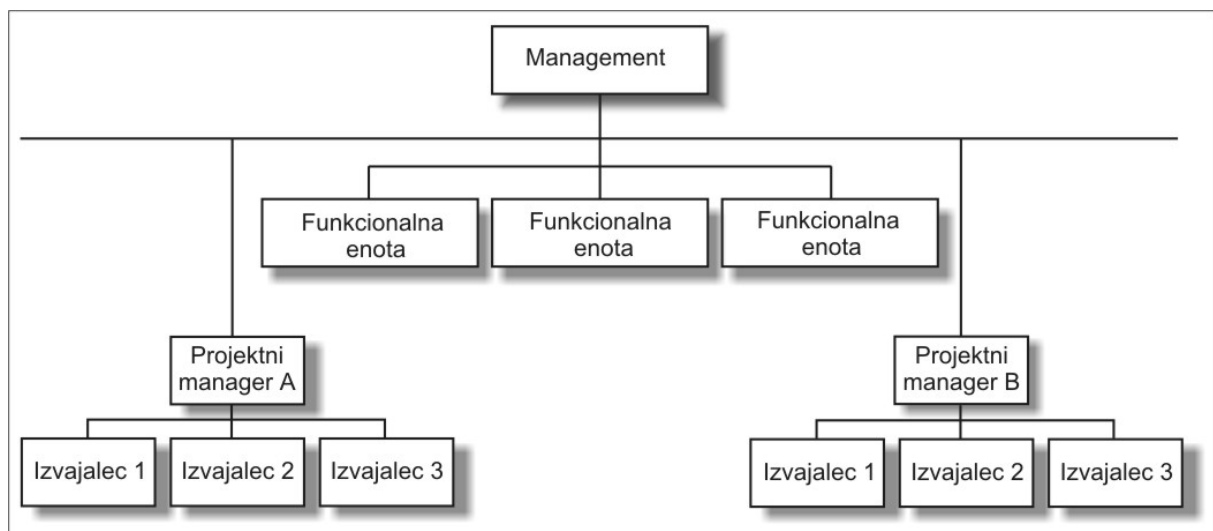 Management
Funkcionalna
enota
Funkcionalna
enota
Funkcionalna
enota
Projektni
manager A
Projektni
manager B
Izvajalec 1
Izvajalec 2
Izvajalec 3
Izvajalec 1
Izvajalec 2
Izvajalec 3